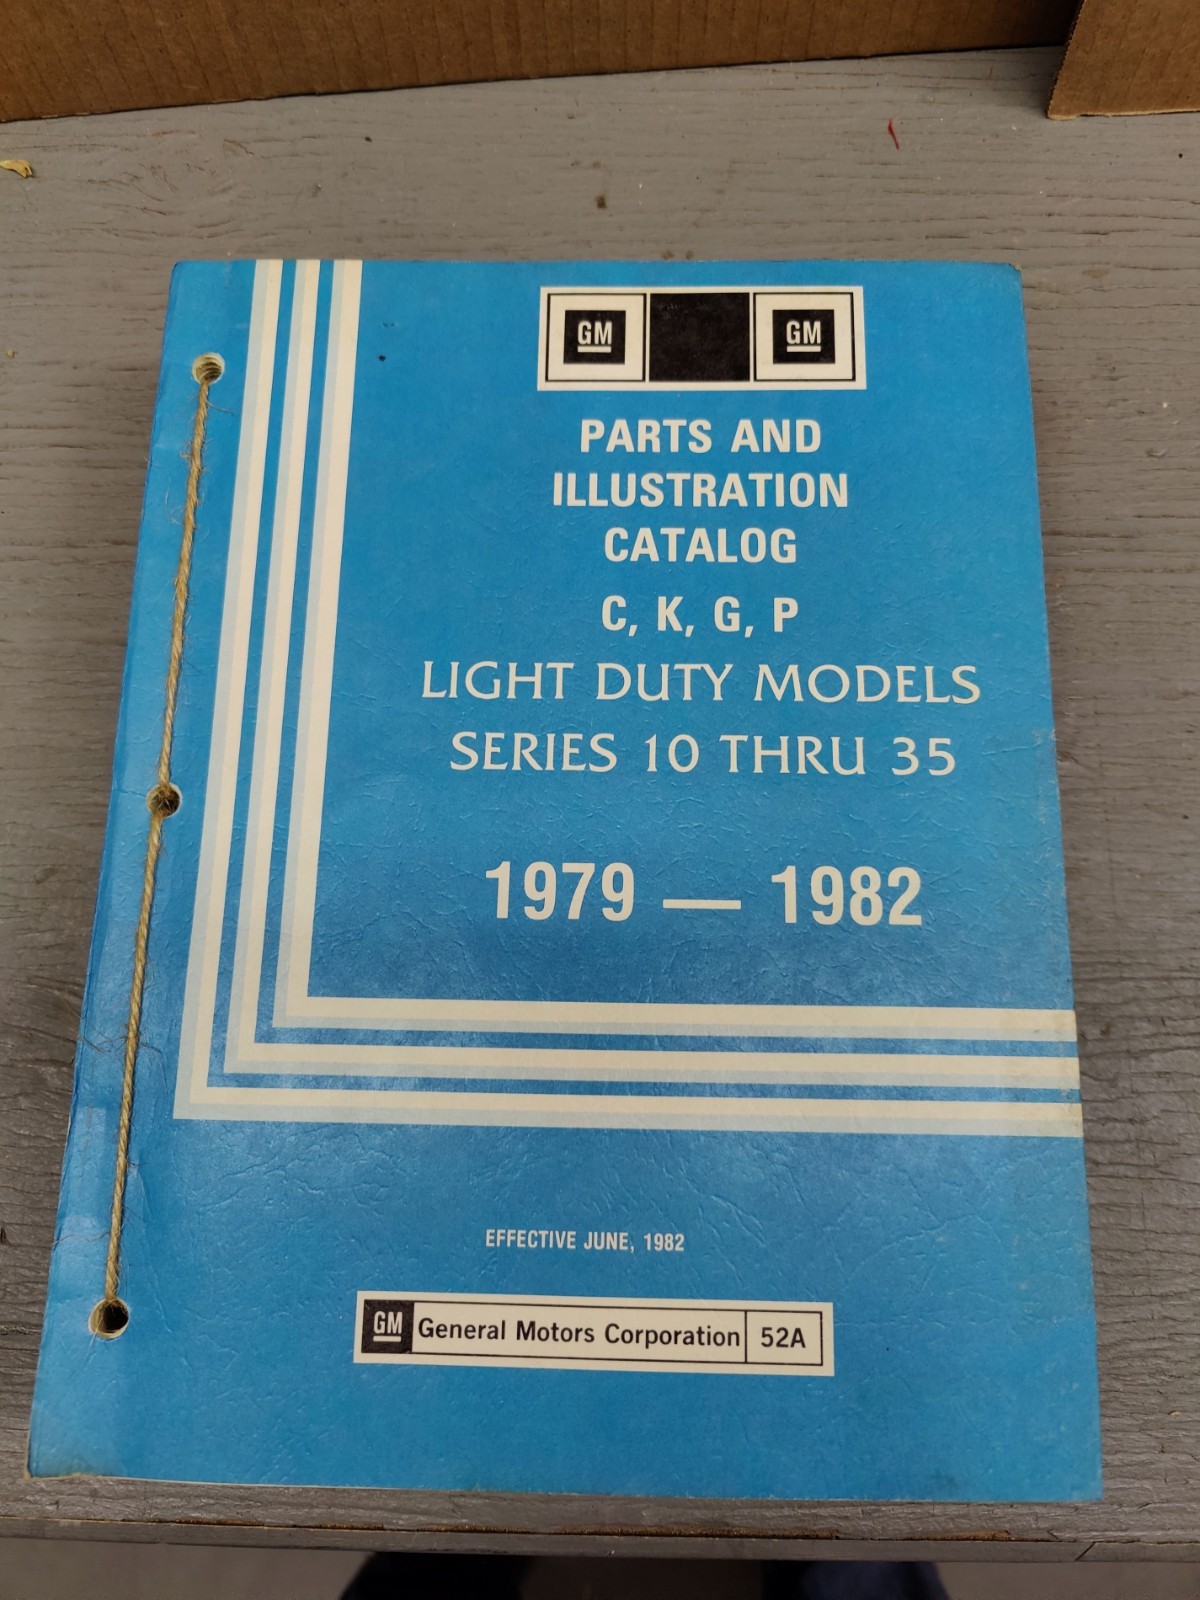 GM GM
PARTS AND
ILLUSTRATION
CATALOG
C, K, G, P
LIGHT DUTY MODELS
SERIES 10 THRU 35
1979 — 1982
EFFECTIVE JUNE, 1982
GM General Motors Corporation 52A